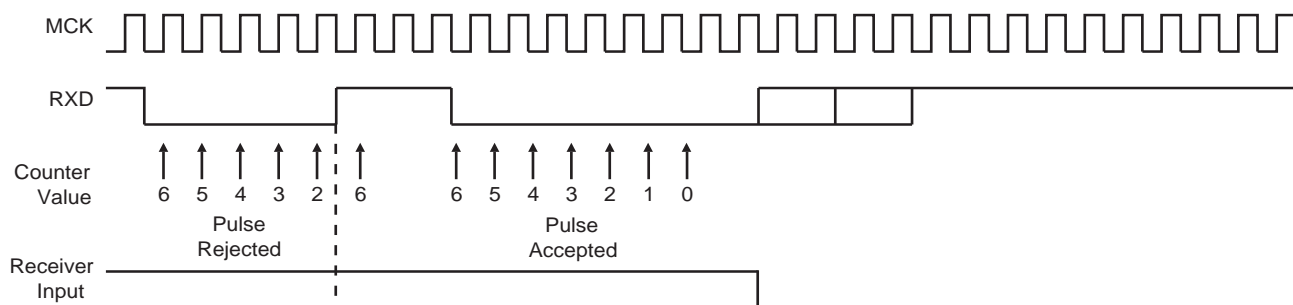 MCK
RXD
Counter
Value
6 5 4 3 2 6 6 5 4 3 2 1 0
Pulse
Rejected
Pulse
Accepted
Receiver
Input